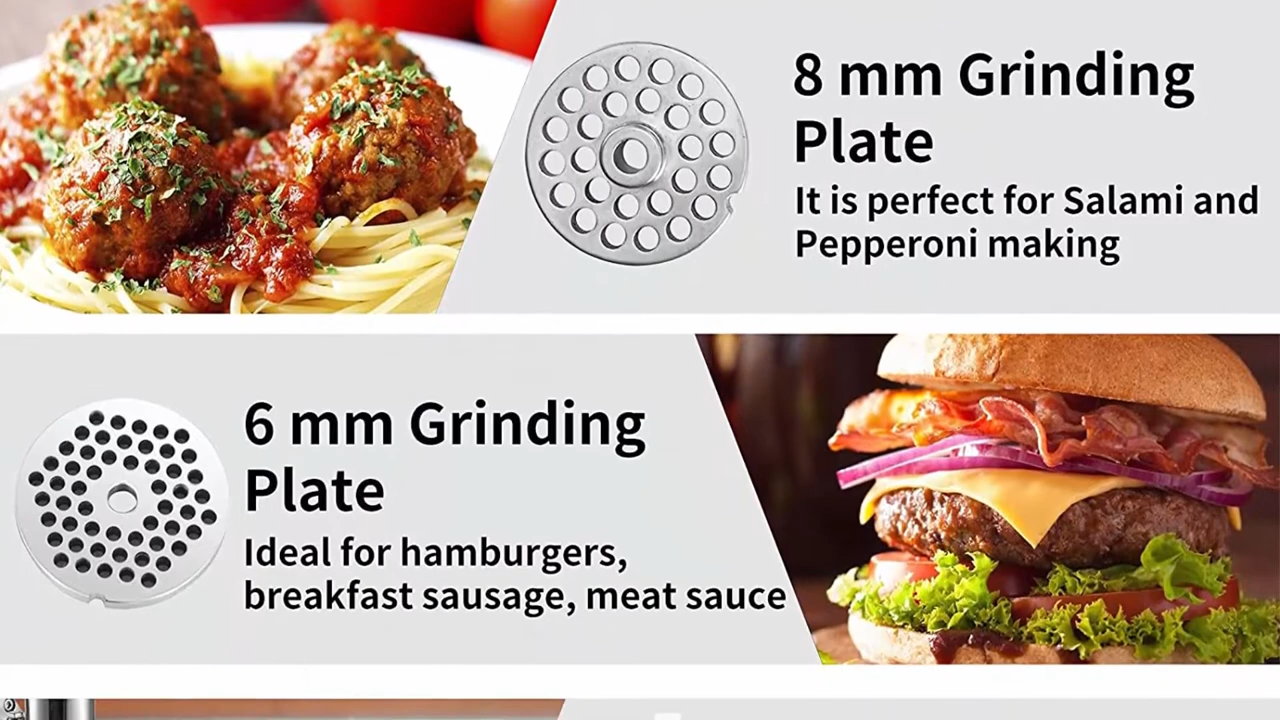 8 mm Grinding
Plate
It is perfect for Salami and
Pepperoni making
6 mm Grinding
Plate
Ideal for hamburgers,
breakfast sausage, meat sauce